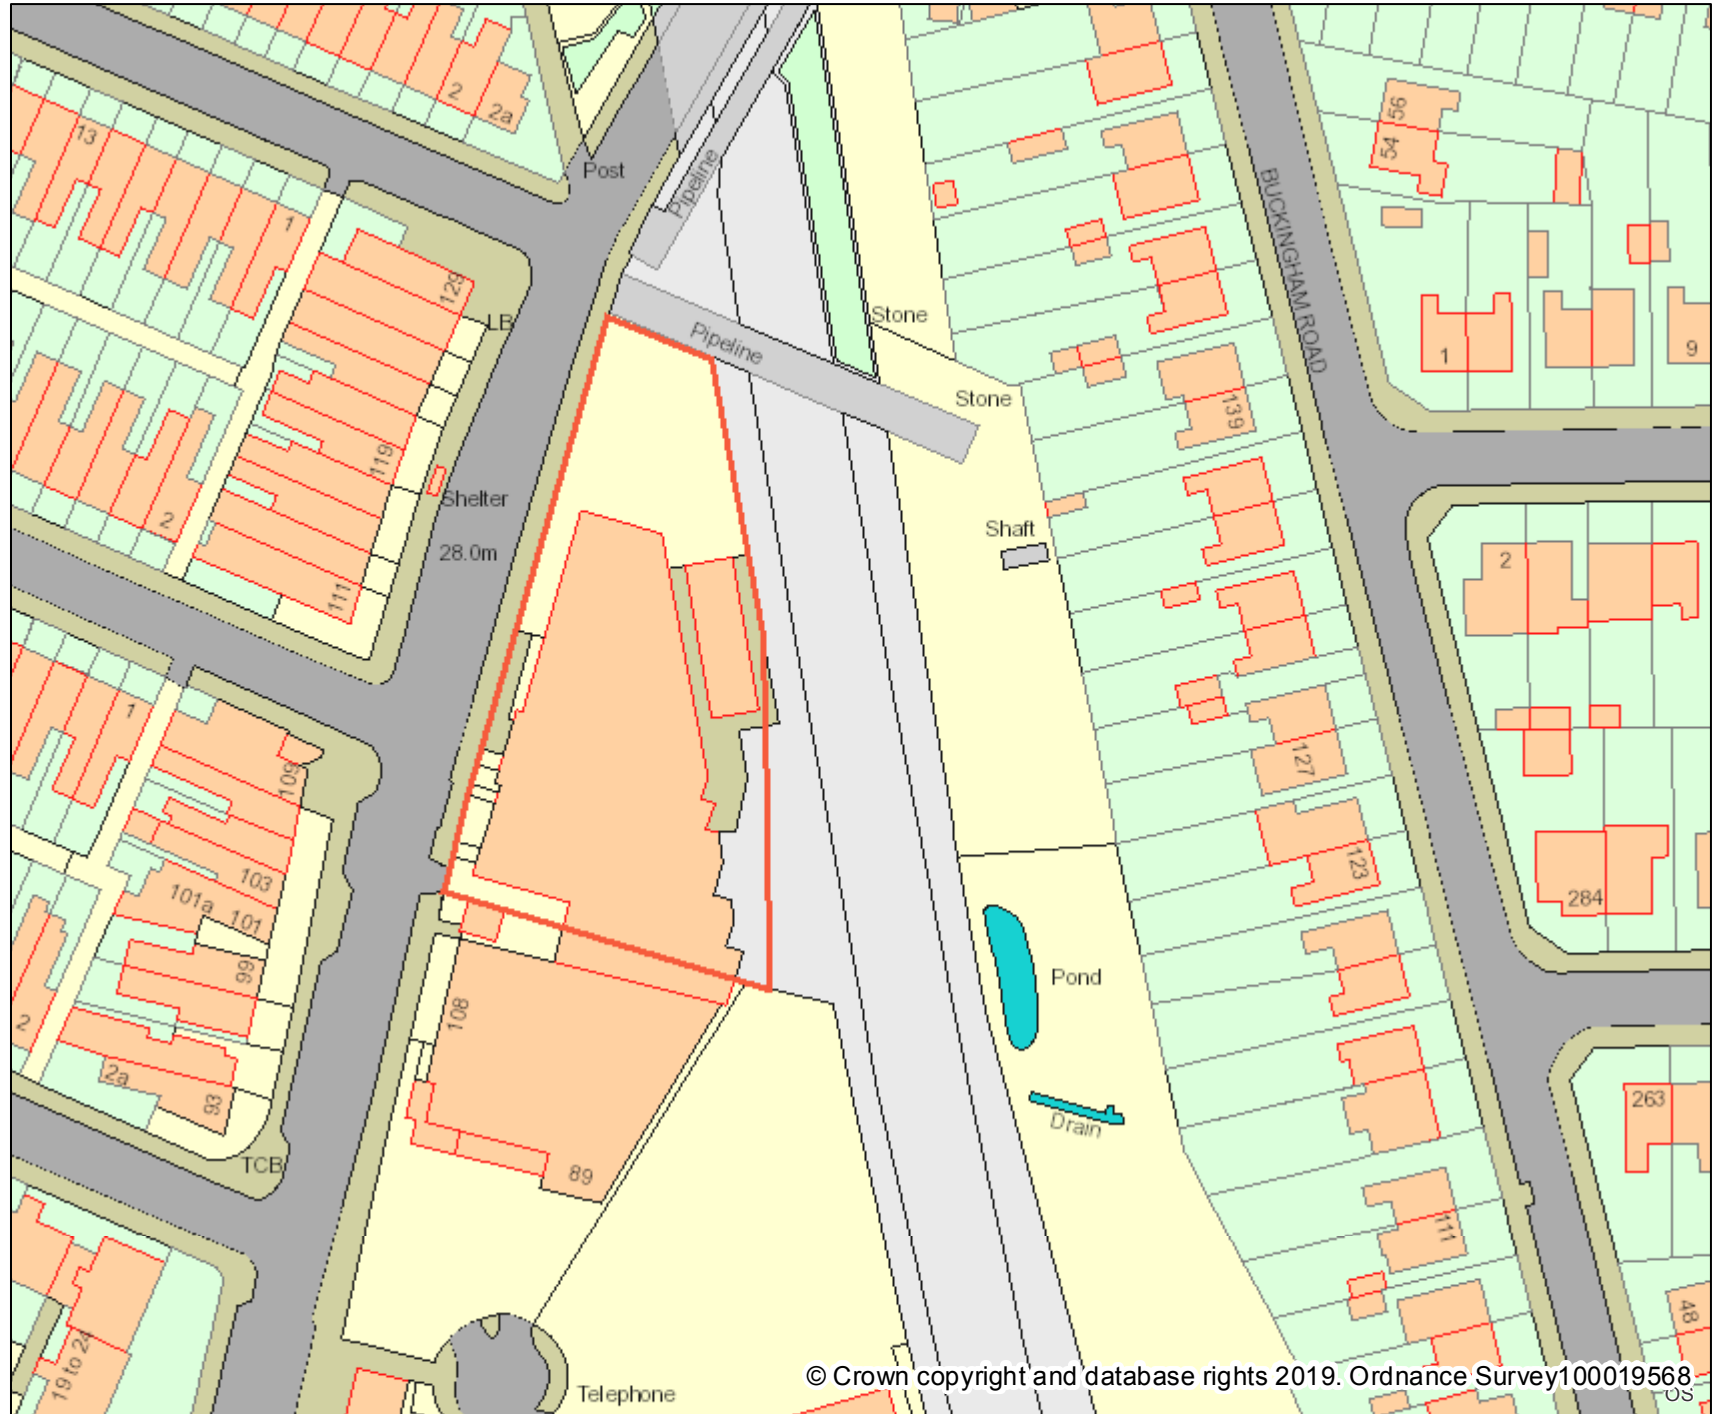 2
2a
13
Post
Pipeline
1
129
LB
Pipeline
Stone
Stone
BUCKINGHAM ROAD
54 56
1
9
139
119
Shelter
28.0m
2
111
Shaft
2
1
109
127
123
284
103
101a
101
99
108
Pond
2
2a
93
Drain
263
TCB
89
111
19 to 24
48
Telephone
© Crown copyright and database rights 2019. Ordnance Survey100019568.
OS